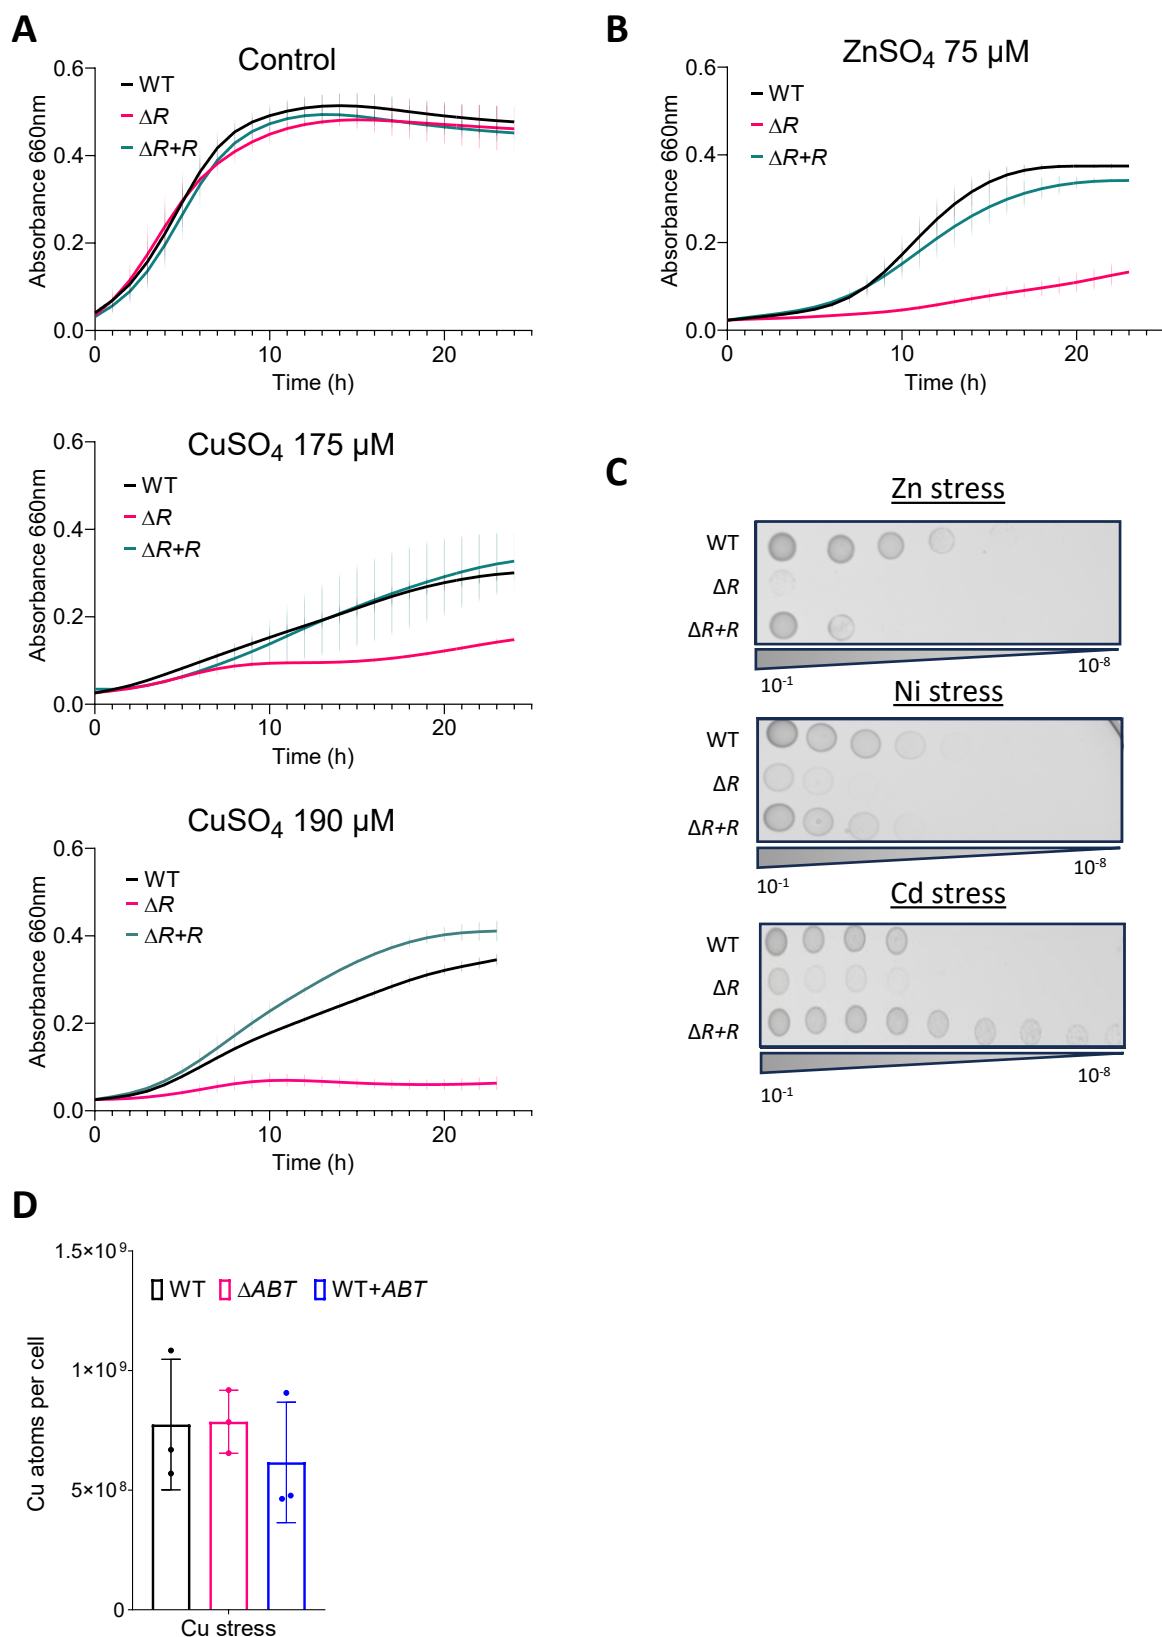 A
Control
0.6
0.4
0.2
0.0
Absorbance 660nm
WT
ΔR
ΔR+R
0
10
20
Time (h)
CuSO₄ 175 µM
0.6
0.4
0.2
0.0
Absorbance 660nm
WT
ΔR
ΔR+R
0
10
20
Time (h)
CuSO₄ 190 µM
0.6
0.4
0.2
0.0
Absorbance 660nm
WT
ΔR
ΔR+R
0
10
20
Time (h)
B
ZnSO₄ 75 µM
0.6
0.4
0.2
0.0
Absorbance 660nm
WT
ΔR
ΔR+R
0
10
20
Time (h)
C
Zn stress
WT
ΔR
ΔR+R
10⁻¹
10⁻⁸
Ni stress
WT
ΔR
ΔR+R
10⁻¹
10⁻⁸
Cd stress
WT
ΔR
ΔR+R
10⁻¹
10⁻⁸
D
1.5×10⁹
1×10⁹
5×10⁸
0
Cu atoms per cell
WT ΔABT WT+ABT
Cu stress